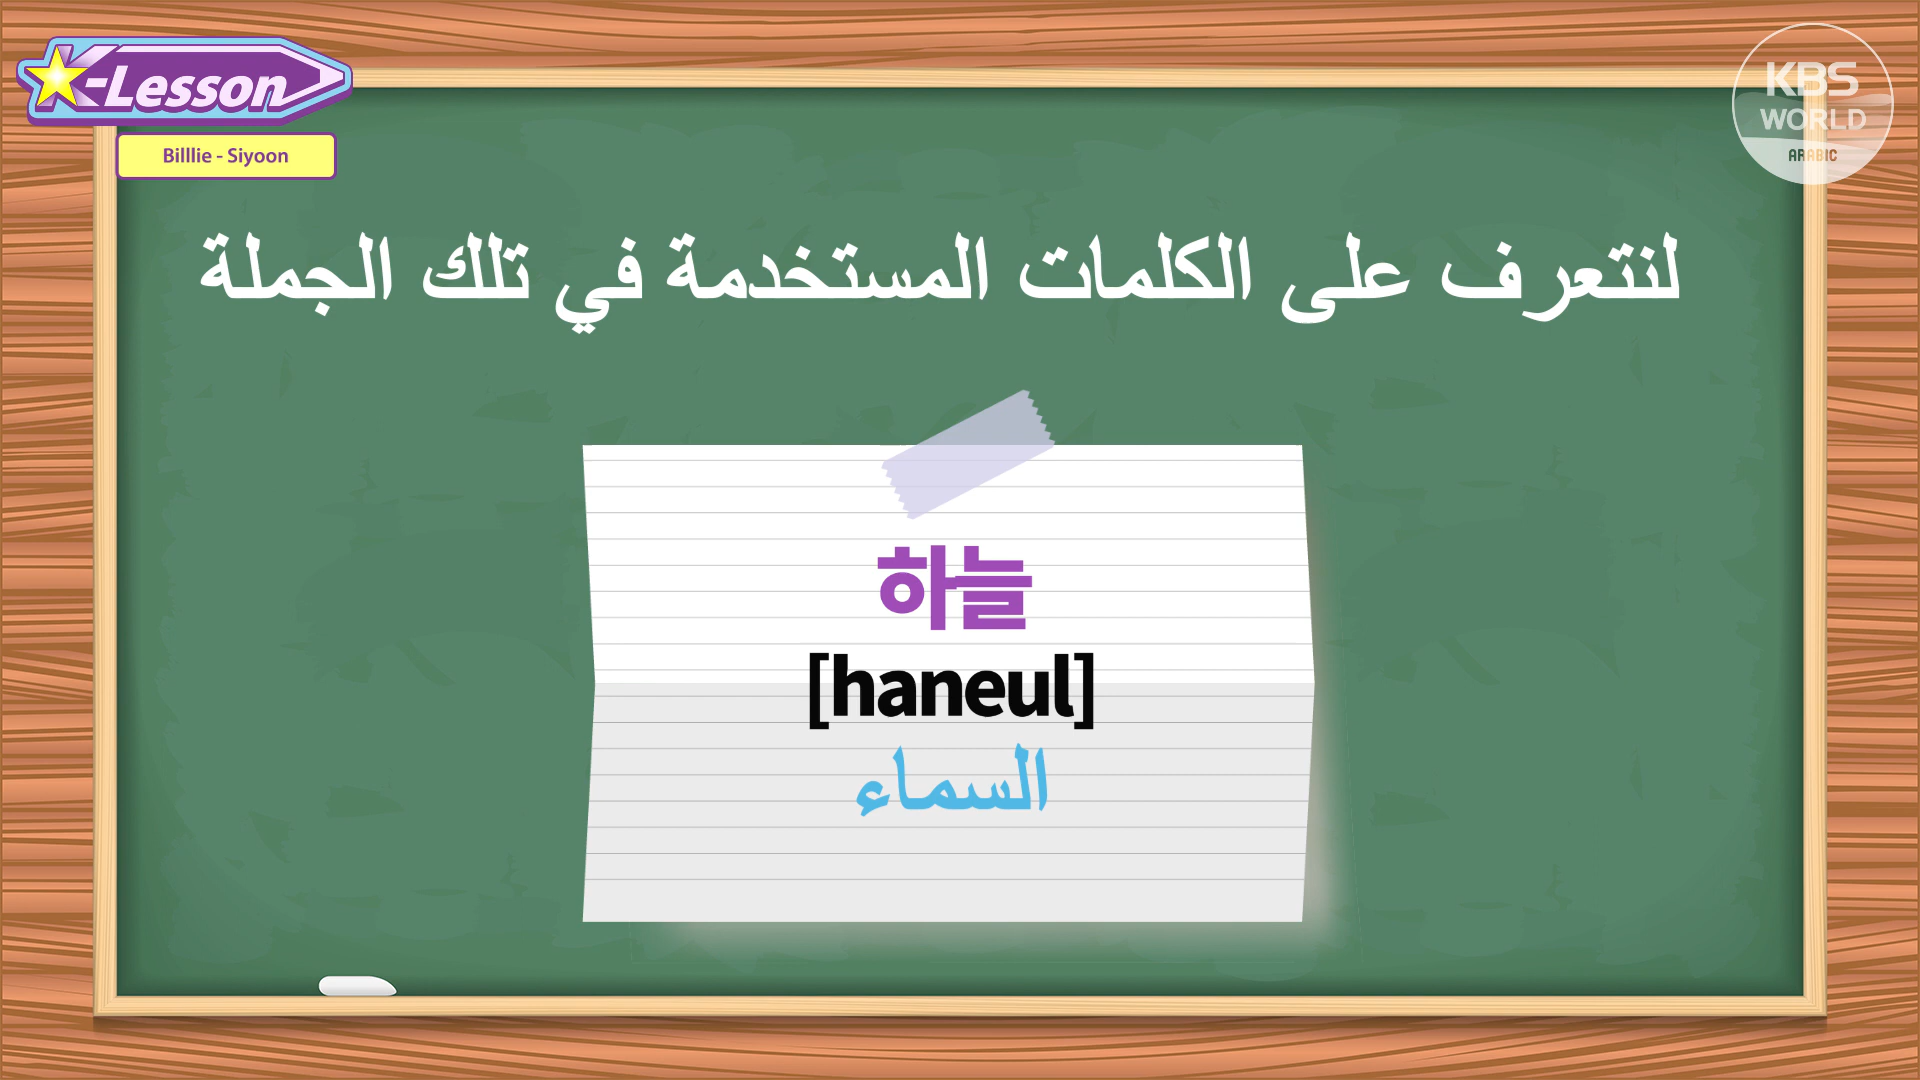 K-Lesson
Billlie - Siyoon
KBS
WORLD
ARABIC
لنتعرف على الكلمات المستخدمة في تلك الجملة
하늘
[haneul]
السماء